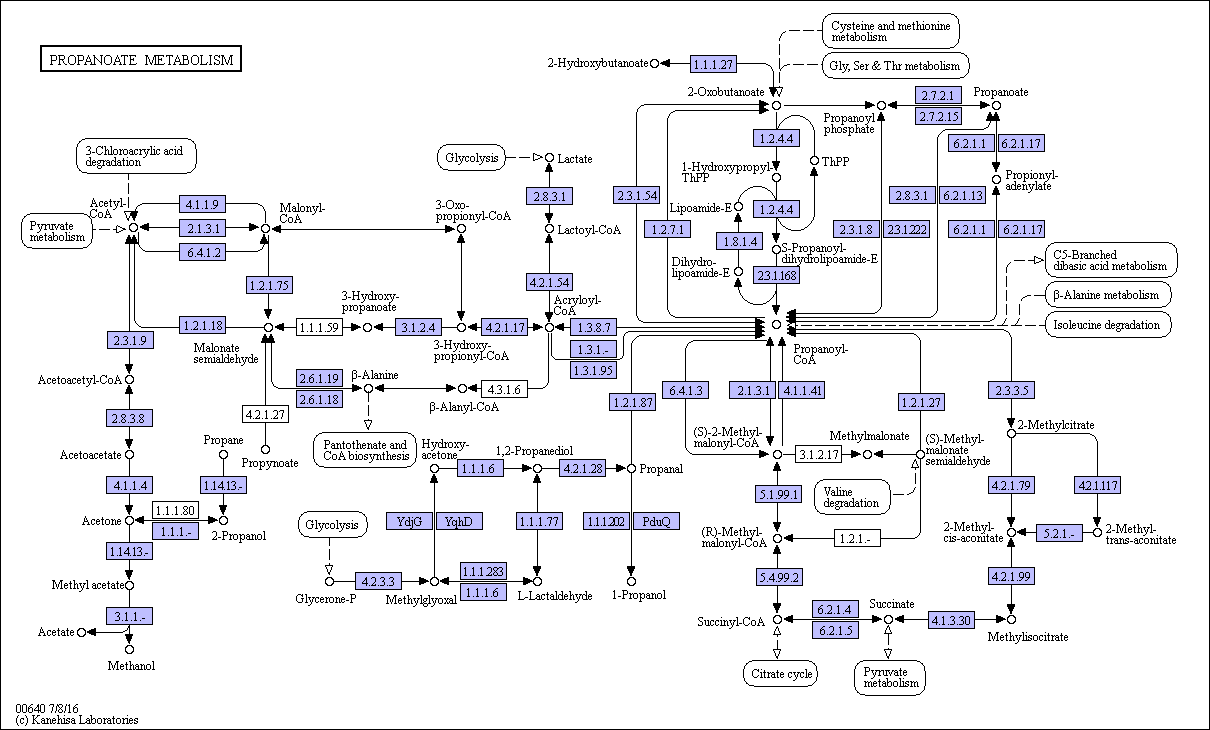 PROPANOATE METABOLISM
Cysteine and methionine
metabolism
Gly, Ser & Thr metabolism
2-Hydroxybutanoate
1.1.1.27
2-Oxobutanoate
Propanoyl
phosphate
2.7.2.1
2.7.2.15
Propanoate
1.2.4.4
ThPP
6.2.1.1
6.2.1.17
1-Hydroxypropyl-
ThPP
Propionyl-
adenylate
3-Chloroacrylic acid
degradation
Glycolysis
Lactate
2.8.3.1
2.3.1.54
Lipoamide-E
1.2.4.4
2.8.3.1
6.2.1.13
Acetyl-
CoA
4.1.1.9
Malonyl-
CoA
3-Oxo-
propionyl-CoA
Pyruvate
metabolism
2.1.3.1
Lactoyl-CoA
1.2.7.1
1.8.1.4
2.3.1.8
2.3.1.222
6.2.1.1
6.2.1.17
6.4.1.2
S-Propanoyl-
dihydrolipoamide-E
Dihydro-
lipoamide-E
2.3.1.168
C5-Branched
dibasic acid metabolism
β-Alanine metabolism
Isoleucine degradation
1.2.1.75
4.2.1.54
3-Hydroxy-
propanoate
Acryloyl-
CoA
1.2.1.18
1.1.1.59
3.1.2.4
4.2.1.17
1.3.8.7
2.3.1.9
Malonate
semialdehyde
3-Hydroxy-
propionyl-CoA
1.3.1.-
1.3.1.95
Propanoyl-
CoA
Acetoacetyl-CoA
2.6.1.19
2.6.1.18
β-Alanine
4.3.1.6
β-Alanyl-CoA
1.2.1.87
6.4.1.3
2.1.3.1
4.1.1.41
1.2.1.27
2.3.3.5
2.8.3.8
4.2.1.27
Propane
Propynoate
Pantothenate and
CoA biosynthesis
Hydroxy-
acetone
1,2-Propanediol
(S)-2-Methyl-
malonyl-CoA
Methylmalonate
(S)-Methyl-
malonate
semialdehyde
2-Methylcitrate
Acetoacetate
1.1.1.6
4.2.1.28
Propanal
3.1.2.17
4.1.1.4
1.14.13.-
5.1.99.1
Valine
degradation
4.2.1.79
4.2.1.117
Acetone
1.1.1.80
1.1.1.-
2-Propanol
Glycolysis
YdjG
YqhD
1.1.1.77
1.1.1.202
PduQ
(R)-Methyl-
malonyl-CoA
1.2.1.-
2-Methyl-
cis-aconitate
5.2.1.-
2-Methyl-
trans-aconitate
1.14.13.-
Methyl acetate
Glycerone-P
4.2.3.3
Methylglyoxal
1.1.1.283
1.1.1.6
L-Lactaldehyde
1-Propanol
5.4.99.2
4.2.1.99
3.1.1.-
Acetate
Methanol
Succinyl-CoA
6.2.1.4
6.2.1.5
Succinate
4.1.3.30
Methylisocitrate
Citrate cycle
Pyruvate
metabolism
00640 7/8/16
(c) Kanehisa Laboratories